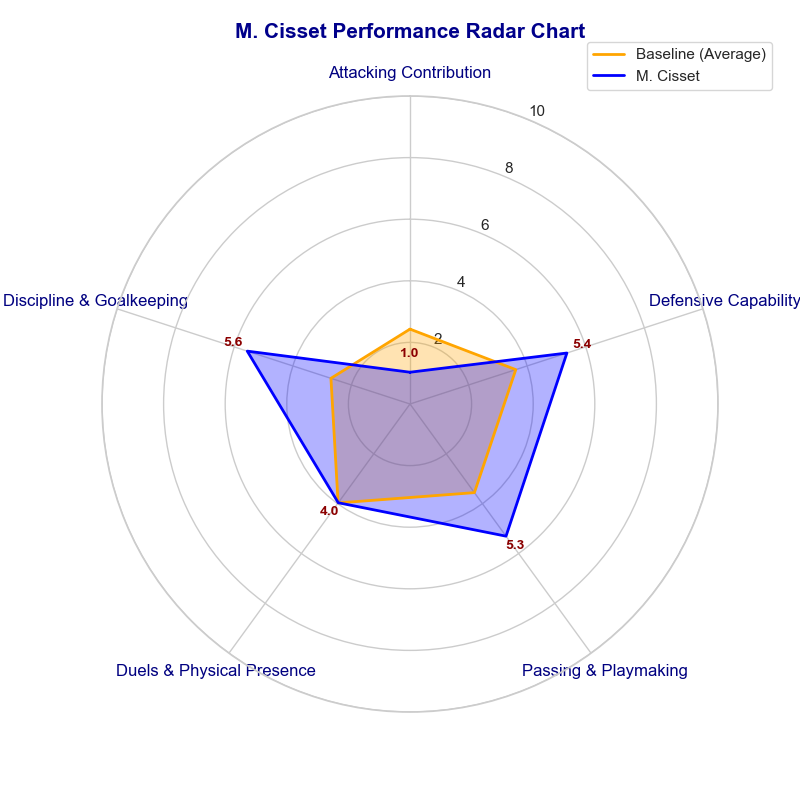 M. Cisset Performance Radar Chart
Baseline (Average)
M. Cisset
Attacking Contribution
10
8
6
4
2
1.0
Discipline & Goalkeeping
Defensive Capability
5.6
5.4
4.0
5.3
Duels & Physical Presence
Passing & Playmaking